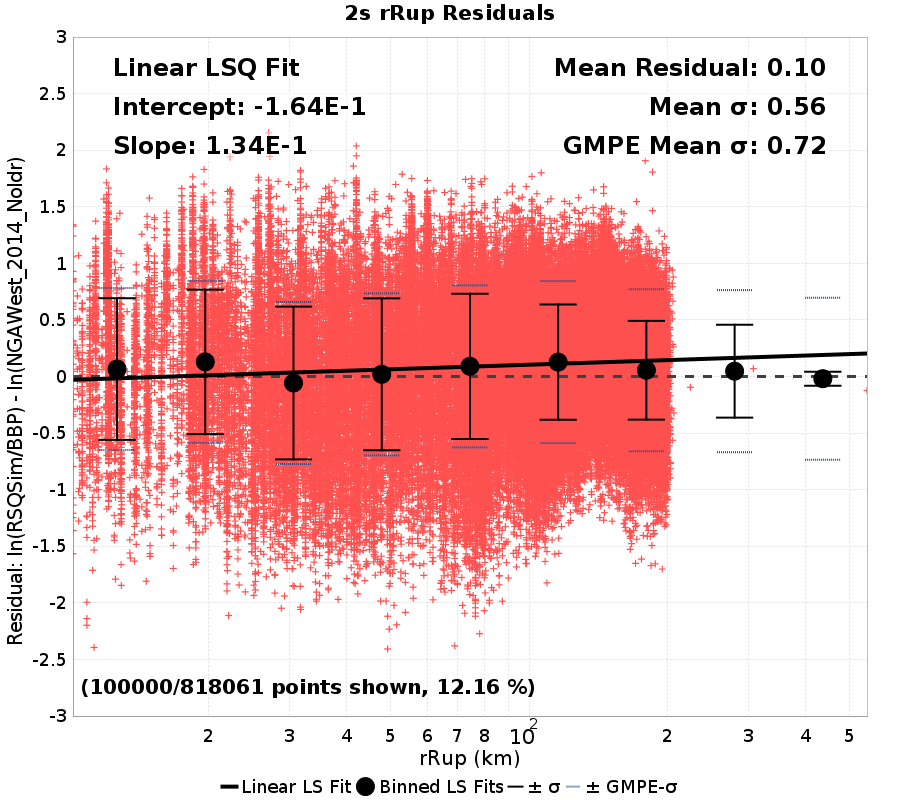 2s rRup Residuals
Linear LSQ Fit
Mean Residual: 0.10
Intercept: -1.64E-1
Mean σ: 0.56
Slope: 1.34E-1
GMPE Mean σ: 0.72
Residual: ln(RSQSim/BBP) - ln(NGAWest_2014_NoIdr)
3
2.5
2
1.5
1
0.5
0
-0.5
-1
-1.5
-2
-2.5
-3
(100000/818061 points shown, 12.16 %)
2 3 4 5 6 7 8 10² 2 3 4 5
rRup (km)
Linear LS Fit Binned LS Fits ± σ ± GMPE-σ